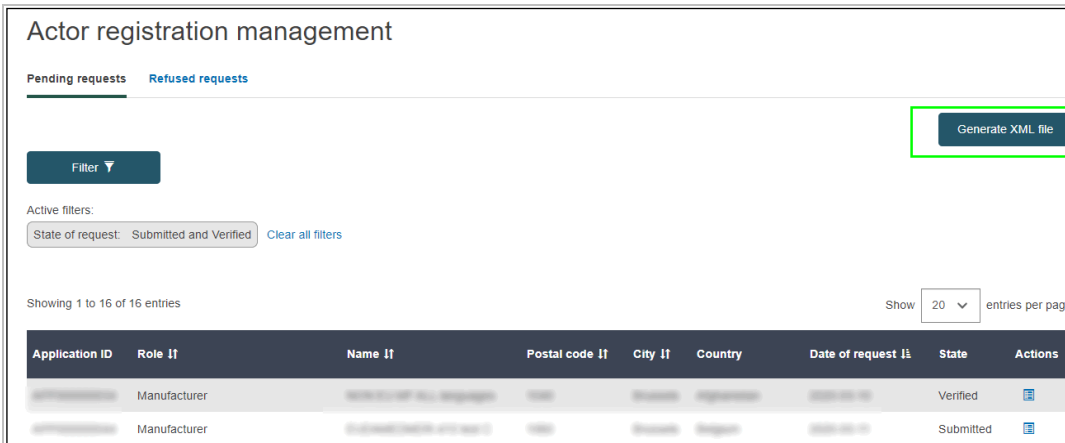 Actor registration management
Pending requests Refused requests
Generate XML file
Filter
Active filters:
State of request: Submitted and Verified Clear all filters
Showing 1 to 16 of 16 entries Show 20 entries per pag
Application ID Role Name Postal code City Country Date of request State Actions
Manufacturer Verified
Manufacturer Submitted